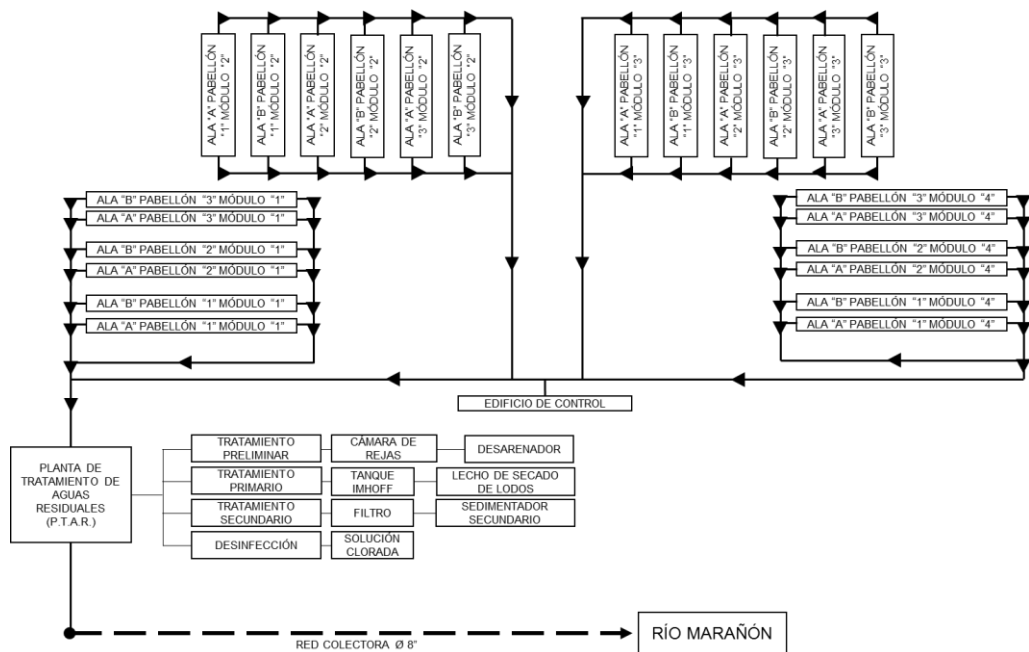 ALA "A" PABELLÓN
"1" MÓDULO "2"
ALA "B" PABELLÓN
"1" MÓDULO "2"
ALA "A" PABELLÓN
"2" MÓDULO "2"
ALA "B" PABELLÓN
"2" MÓDULO "2"
ALA "A" PABELLÓN
"3" MÓDULO "2"
ALA "B" PABELLÓN
"3" MÓDULO "2"
ALA "A" PABELLÓN
"1" MÓDULO "3"
ALA "B" PABELLÓN
"1" MÓDULO "3"
ALA "A" PABELLÓN
"2" MÓDULO "3"
ALA "B" PABELLÓN
"2" MÓDULO "3"
ALA "A" PABELLÓN
"3" MÓDULO "3"
ALA "B" PABELLÓN
"3" MÓDULO "3"
ALA "B" PABELLÓN "3" MÓDULO "1"
ALA "A" PABELLÓN "3" MÓDULO "1"
ALA "B" PABELLÓN "2" MÓDULO "1"
ALA "A" PABELLÓN "2" MÓDULO "1"
ALA "B" PABELLÓN "1" MÓDULO "1"
ALA "A" PABELLÓN "1" MÓDULO "1"
ALA "B" PABELLÓN "3" MÓDULO "4"
ALA "A" PABELLÓN "3" MÓDULO "4"
ALA "B" PABELLÓN "2" MÓDULO "4"
ALA "A" PABELLÓN "2" MÓDULO "4"
ALA "B" PABELLÓN "1" MÓDULO "4"
ALA "A" PABELLÓN "1" MÓDULO "4"
EDIFICIO DE CONTROL
PLANTA DE
TRATAMIENTO DE
AGUAS
RESIDUALES
(P.T.A.R.)
TRATAMIENTO
PRELIMINAR
CÁMARA DE
REJAS
DESARENADOR
TRATAMIENTO
PRIMARIO
TANQUE
IMHOFF
LECHO DE SECADO
DE LODOS
TRATAMIENTO
SECUNDARIO
FILTRO
SEDIMENTADOR
SECUNDARIO
DESINFECCIÓN
SOLUCIÓN
CLORADA
RED COLECTORA Ø 8"
RÍO MARAÑÓN